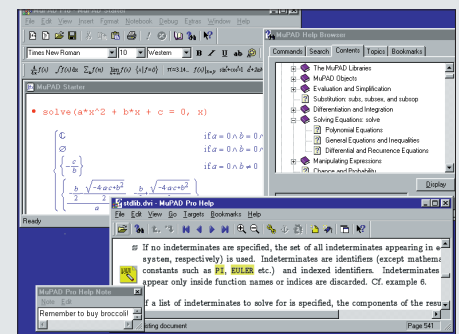 MuPAD Pro - Starter
File Edit View Insert Format Notebook Debug Extras Window Help
Times New Roman 10 Western B I U ab
MuPAD Starter
• solve(a*x^2 + b*x + c = 0, x)
ℂ if a = 0 ∧ b = 0 ∧
∅ if a = 0 ∧ b = 0 ∧
{-c/b} if a = 0 ∧ b ≠ 0
Ready
MuPAD Help Browser
Commands Search Contents Topics Bookmarks
The MuPAD Libraries
MuPAD Objects
Evaluation and Simplification
Substitution: subs, subsex, and subsop
Differentiation and Integration
Solving Equations: solve
Polynomial Equations
General Equations and Inequalities
Differential and Recurrence Equations
Manipulating Expressions
Chance and Probability
Display
stdlib.dvi - MuPAD Pro Help
File Edit View Go Targets Bookmarks Help
If no indeterminates are specified, the set of all indeterminates appearing in e
system, respectively) is used. Indeterminates are identifiers (except mathema
constants such as PI, EULER etc.) and indexed identifiers. Indeterminates
appear only inside function names or indices are discarded. Cf. example 6.
If a list of indeterminates to solve for is specified, the components of the resu
MuPAD Pro Help Note
Note Edit
Remember to buy broccoli!
sting document
Page 541